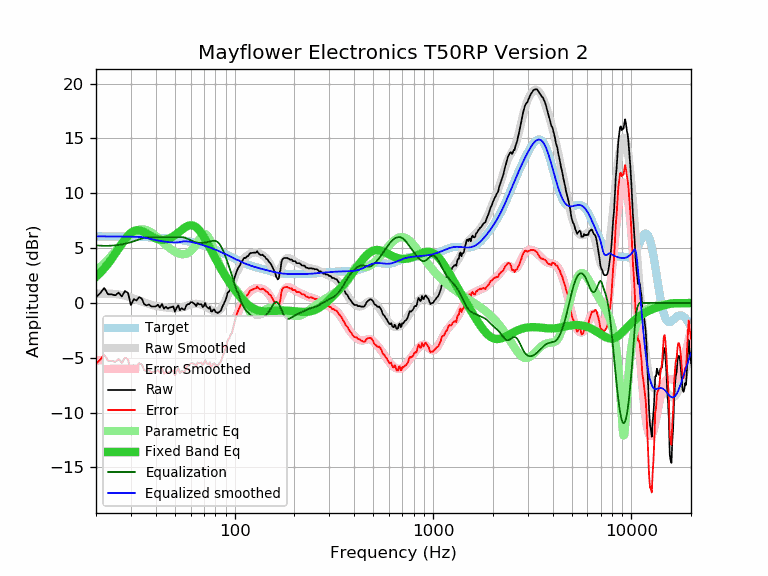 Mayflower Electronics T50RP Version 2
Amplitude (dBr)
20
15
10
5
0
−5
−10
−15
Target
Raw Smoothed
Error Smoothed
Raw
Error
Parametric Eq
Fixed Band Eq
Equalization
Equalized smoothed
100
1000
10000
Frequency (Hz)